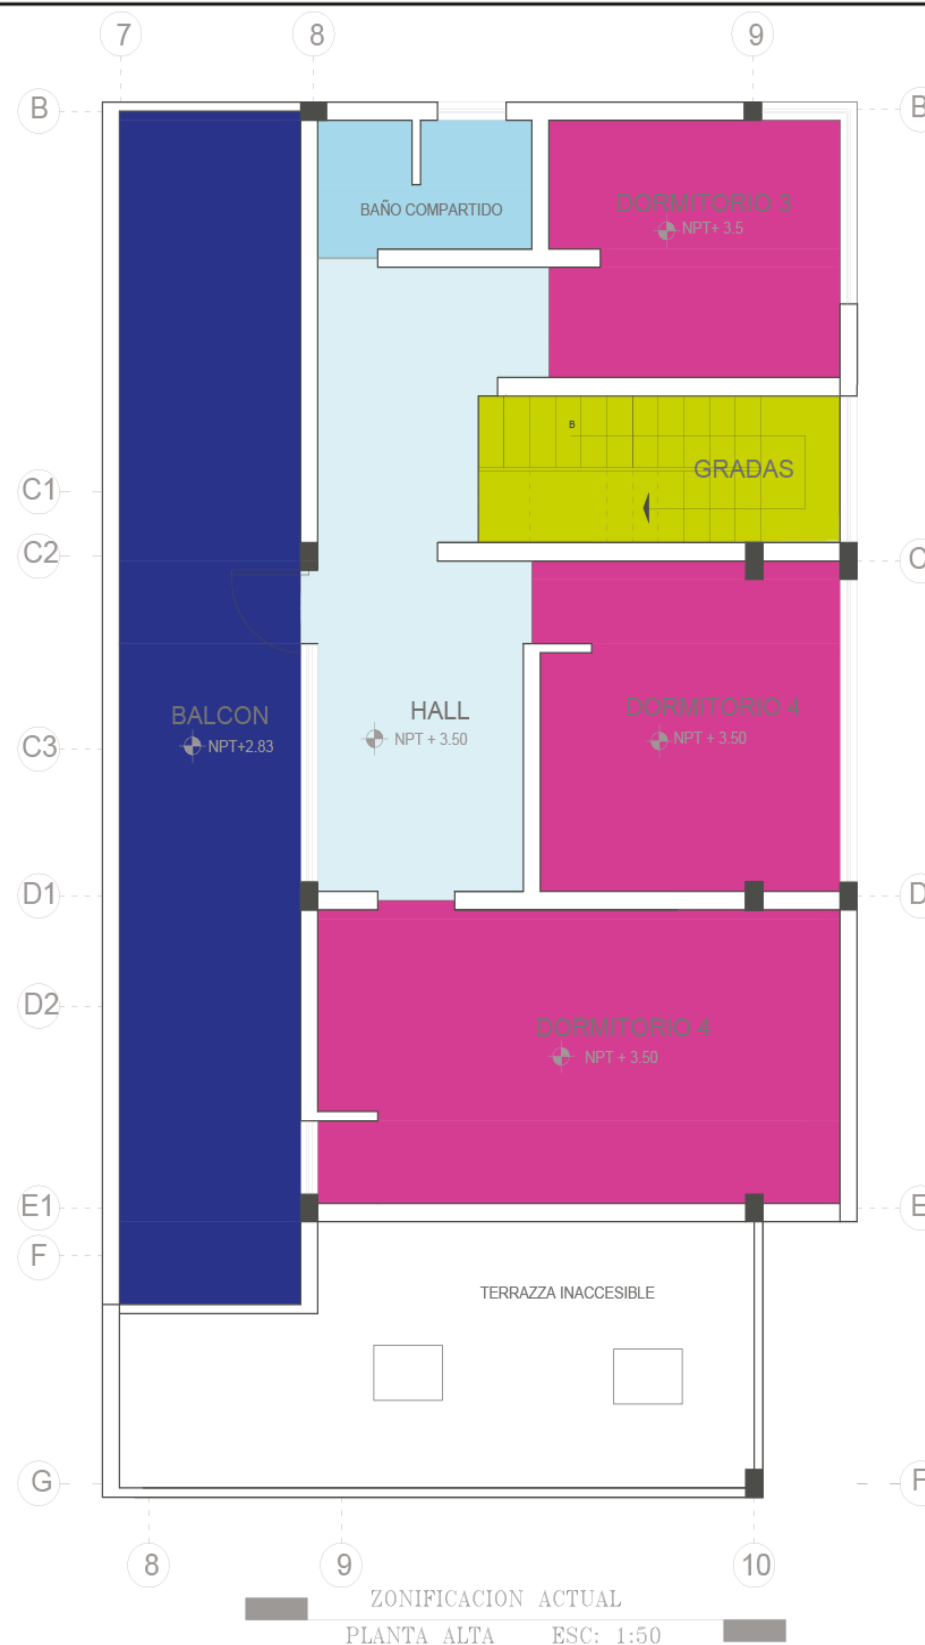 7 8 9
B B
BAÑO COMPARTIDO
DORMITORIO 3
NPT+ 3.5
B
GRADAS
C1
C2 C
HALL
NPT + 3.50
BALCON
NPT+2.83
DORMITORIO 4
NPT + 3.50
C3
D1 D
D2
DORMITORIO 4
NPT + 3.50
E1 E
F
TERRAZZA INACCESIBLE
G F
8 9 10
ZONIFICACION ACTUAL
PLANTA ALTA ESC: 1:50